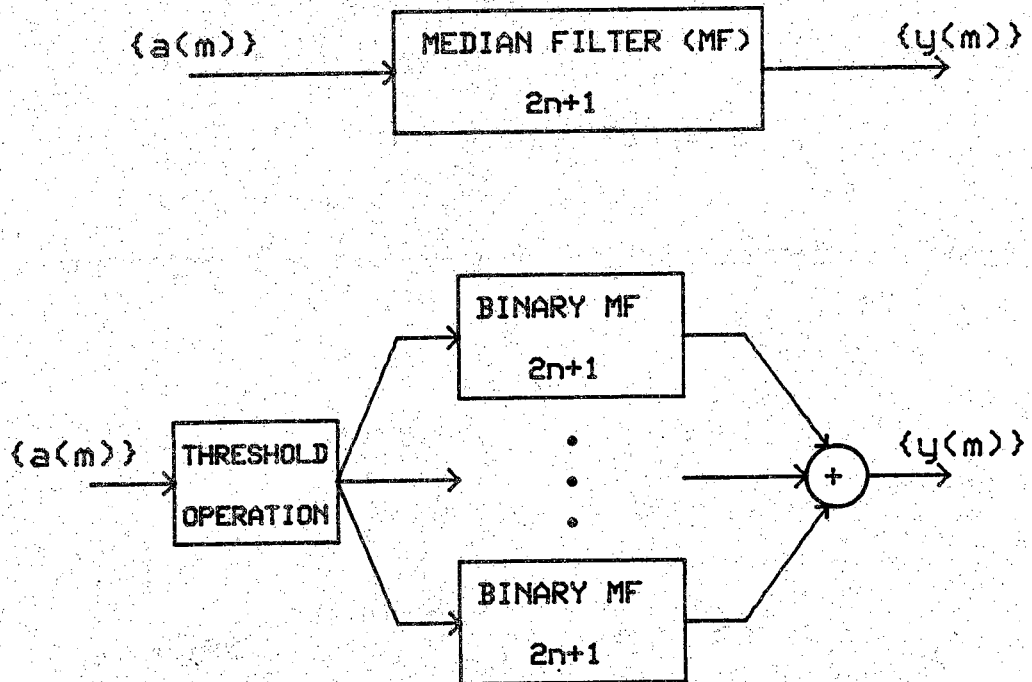 {a(m)}
MEDIAN FILTER (MF)
2n+1
{y(m)}
BINARY MF
2n+1
{a(m)}
THRESHOLD
OPERATION
+
{y(m)}
BINARY MF
2n+1